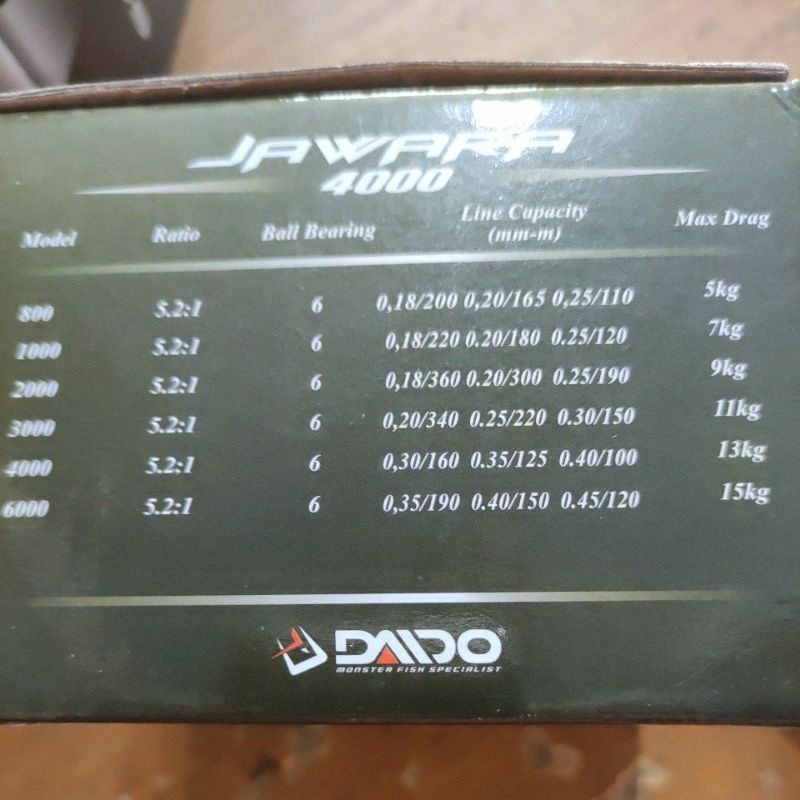 JAWARA
4000
Model Ratio Ball Bearing Line Capacity (mm-m) Max Drag
800 5.2:1 6 0,18/200 0,20/165 0,25/110 5kg
1000 5.2:1 6 0,18/220 0.20/180 0.25/120 7kg
2000 5.2:1 6 0,18/360 0.20/300 0.25/190 9kg
3000 5.2:1 6 0,20/340 0.25/220 0.30/150 11kg
4000 5.2:1 6 0,30/160 0.35/125 0.40/100 13kg
6000 5.2:1 6 0,35/190 0.40/150 0.45/120 15kg
DAIDO®
MONSTER FISH SPECIALIST